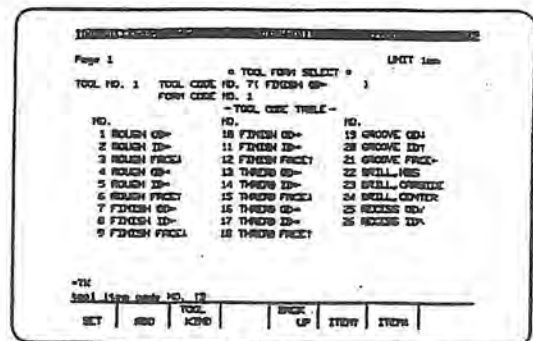 Page 1 UNIT 1mm
* TOOL FORM SELECT *
TOOL NO. 1 TOOL CODE NO. 7( FINISH OD← )
FORM CODE NO. 1
-TOOL CODE TABLE-
NO. NO. NO.
1 ROUGH OD← 10 FINISH OD→ 19 GROOVE OD↓
2 ROUGH ID← 11 FINISH ID→ 20 GROOVE ID↑
3 ROUGH FACE↓ 12 FINISH FACE↑ 21 GROOVE FACE←
4 ROUGH OD→ 13 THREAD OD← 22 DRILL,HSS
5 ROUGH ID→ 14 THREAD ID← 23 DRILL,CARBIDE
6 ROUGH FACE↑ 15 THREAD FACE↓ 24 DRILL,CENTER
7 FINISH OD← 16 THREAD OD→ 25 RECESS OD
8 FINISH ID← 17 THREAD ID→ 26 RECESS ID
9 FINISH FACE↓ 18 THREAD FACE↑
tool NO.
SET ADD TOOL KIND BACK UP ITEM↑ ITEM↓